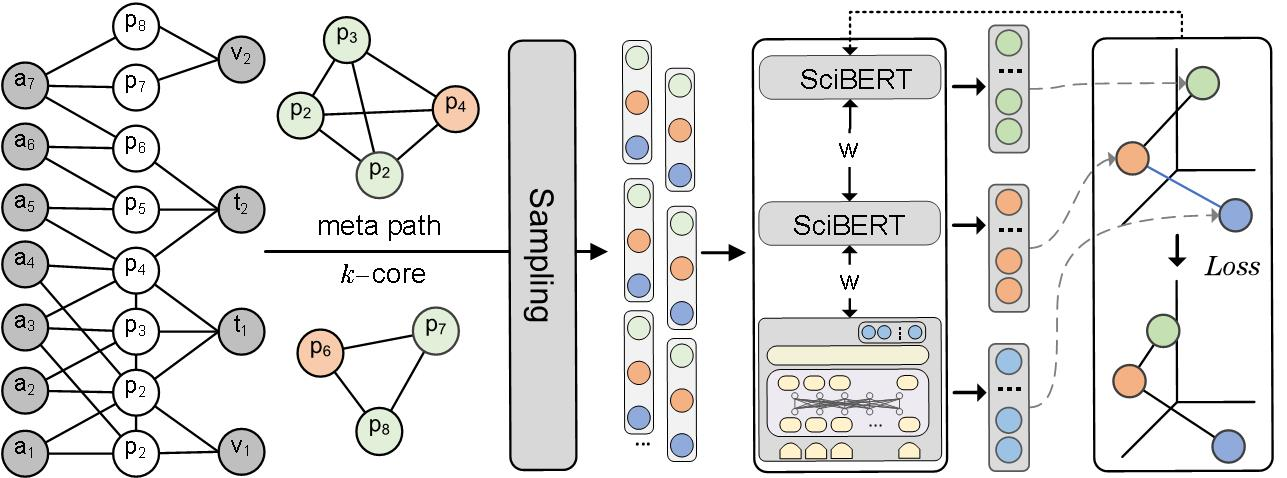 p8
v2
a7
p7
a6
p6
a5
p5
t2
a4
p4
a3
p3
t1
a2
p2
a1
p2
v1
p3
p2
p4
p2
meta path
k-core
p6
p7
p8
Sampling
...
SciBERT
w
SciBERT
w
...
...
...
...
Loss